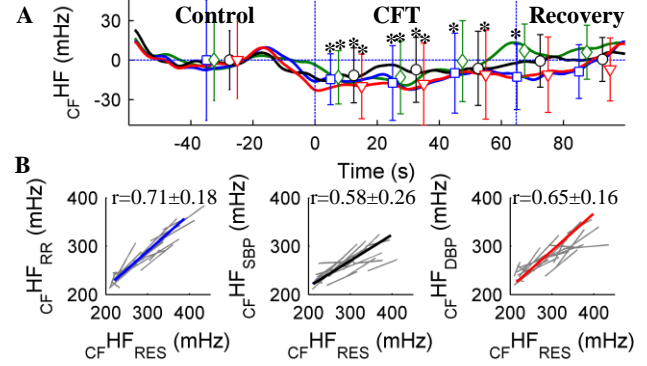 A Control CFT Recovery
CFHF (mHz)
30
0
-30
* * * * * * * * * * *
-40 -20 0 20 40 60 80
Time (s)
B
r=0.71±0.18 r=0.58±0.26 r=0.65±0.16
CFHFRR (mHz) CFHFSBP (mHz) CFHFDBP (mHz)
400 400 400
300 300 300
200 200 200
200 300 400 200 300 400 200 300 400
CFHFRES (mHz) CFHFRES (mHz) CFHFRES (mHz)